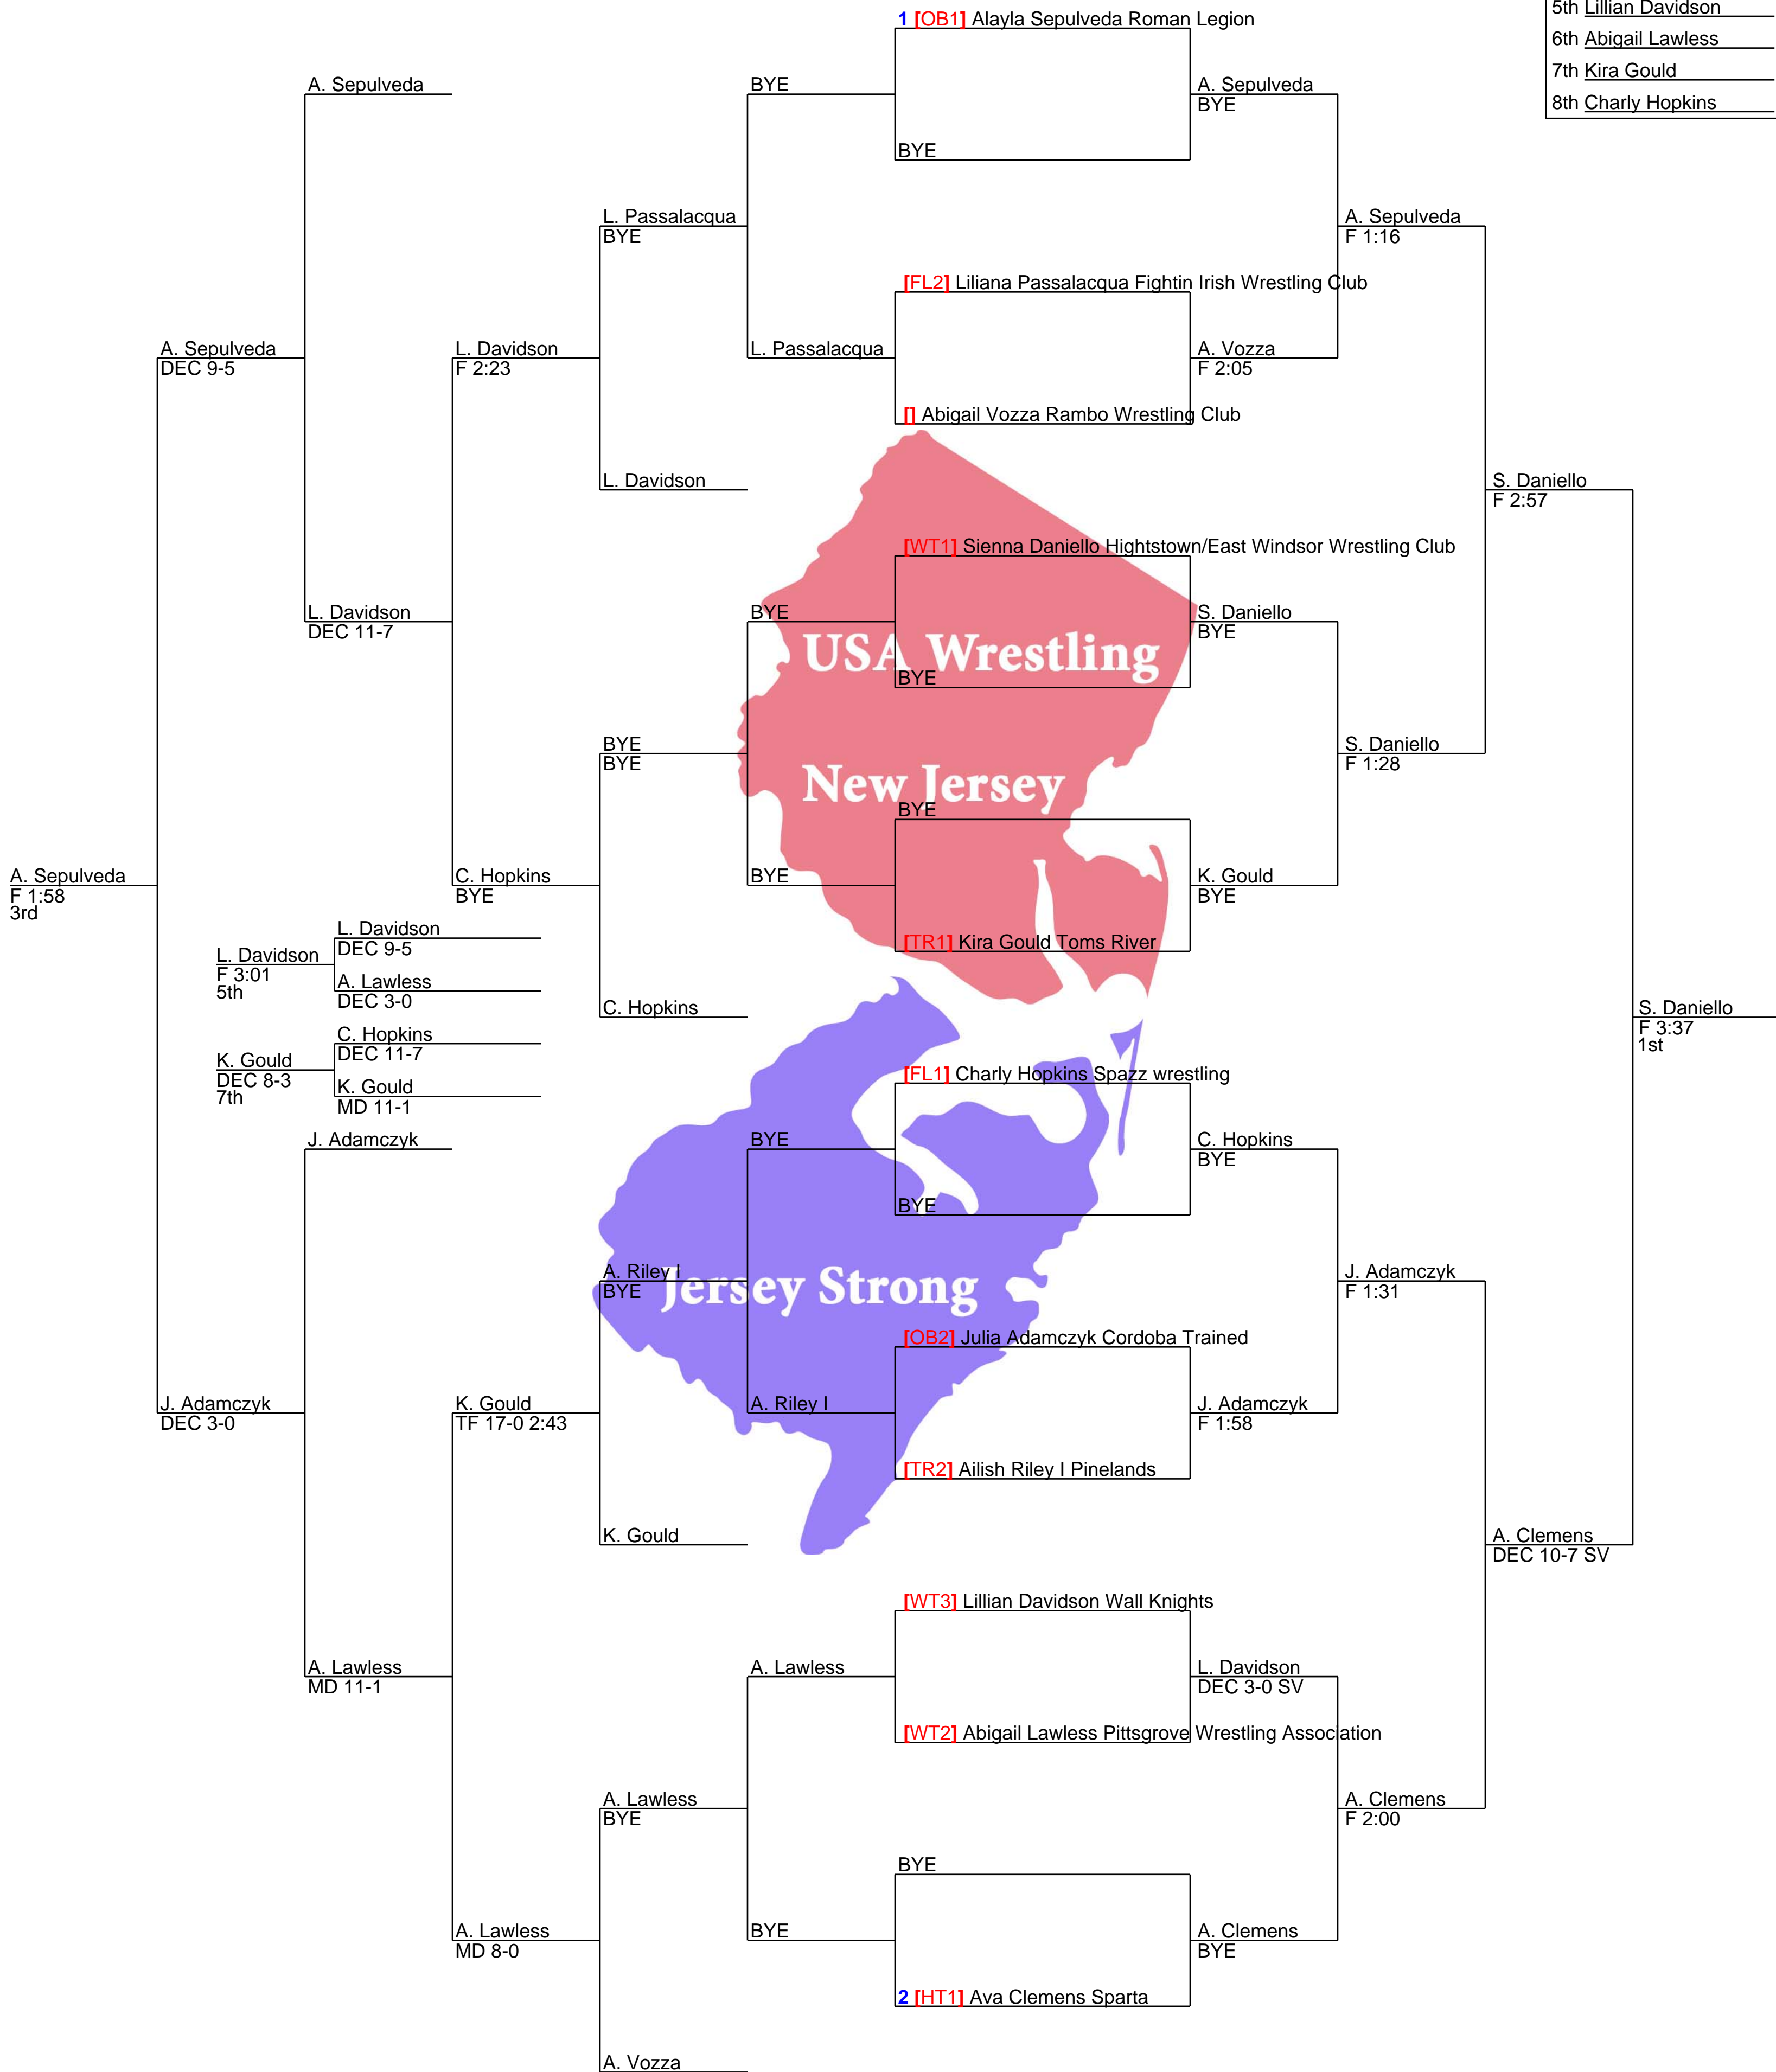 5th Lillian Davidson
6th Abigail Lawless
7th Kira Gould
8th Charly Hopkins
1 [OB1] Alayla Sepulveda Roman Legion
A. Sepulveda
BYE
A. Sepulveda
BYE
BYE
L. Passalacqua
BYE
A. Sepulveda
F 1:16
[FL2] Liliana Passalacqua Fightin Irish Wrestling Club
A. Sepulveda
DEC 9-5
L. Davidson
F 2:23
L. Passalacqua
A. Vozza
F 2:05
[] Abigail Vozza Rambo Wrestling Club
L. Davidson
S. Daniello
F 2:57
[WT1] Sienna Daniello Hightstown/East Windsor Wrestling Club
L. Davidson
DEC 11-7
BYE
S. Daniello
BYE
USA Wrestling
BYE
BYE
BYE
S. Daniello
F 1:28
New Jersey
BYE
A. Sepulveda
F 1:58
3rd
C. Hopkins
BYE
BYE
K. Gould
BYE
L. Davidson
DEC 9-5
[TR1] Kira Gould Toms River
L. Davidson
F 3:01
5th
A. Lawless
DEC 3-0
C. Hopkins
S. Daniello
F 3:37
1st
C. Hopkins
DEC 11-7
K. Gould
DEC 8-3
7th
K. Gould
MD 11-1
[FL1] Charly Hopkins Spazz wrestling
J. Adamczyk
BYE
C. Hopkins
BYE
BYE
A. Riley I
BYE
Jersey Strong
J. Adamczyk
F 1:31
[OB2] Julia Adamczyk Cordoba Trained
J. Adamczyk
DEC 3-0
K. Gould
TF 17-0 2:43
A. Riley I
J. Adamczyk
F 1:58
[TR2] Ailish Riley I Pinelands
K. Gould
A. Clemens
DEC 10-7 SV
[WT3] Lillian Davidson Wall Knights
A. Lawless
MD 11-1
A. Lawless
L. Davidson
DEC 3-0 SV
[WT2] Abigail Lawless Pittsgrove Wrestling Association
A. Lawless
BYE
A. Clemens
F 2:00
BYE
A. Lawless
MD 8-0
BYE
A. Clemens
BYE
2 [HT1] Ava Clemens Sparta
A. Vozza